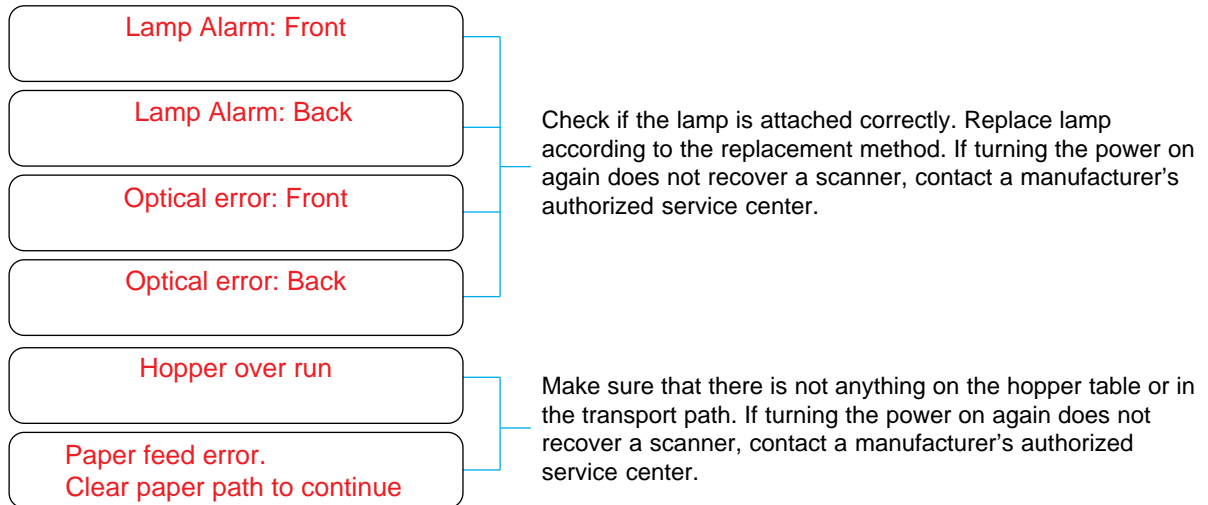 Lamp Alarm: Front
Lamp Alarm: Back
Optical error: Front
Optical error: Back
Check if the lamp is attached correctly. Replace lamp
according to the replacement method. If turning the power on
again does not recover a scanner, contact a manufacturer's
authorized service center.
Hopper over run
Paper feed error.
Clear paper path to continue
Make sure that there is not anything on the hopper table or in
the transport path. If turning the power on again does not
recover a scanner, contact a manufacturer's authorized
service center.